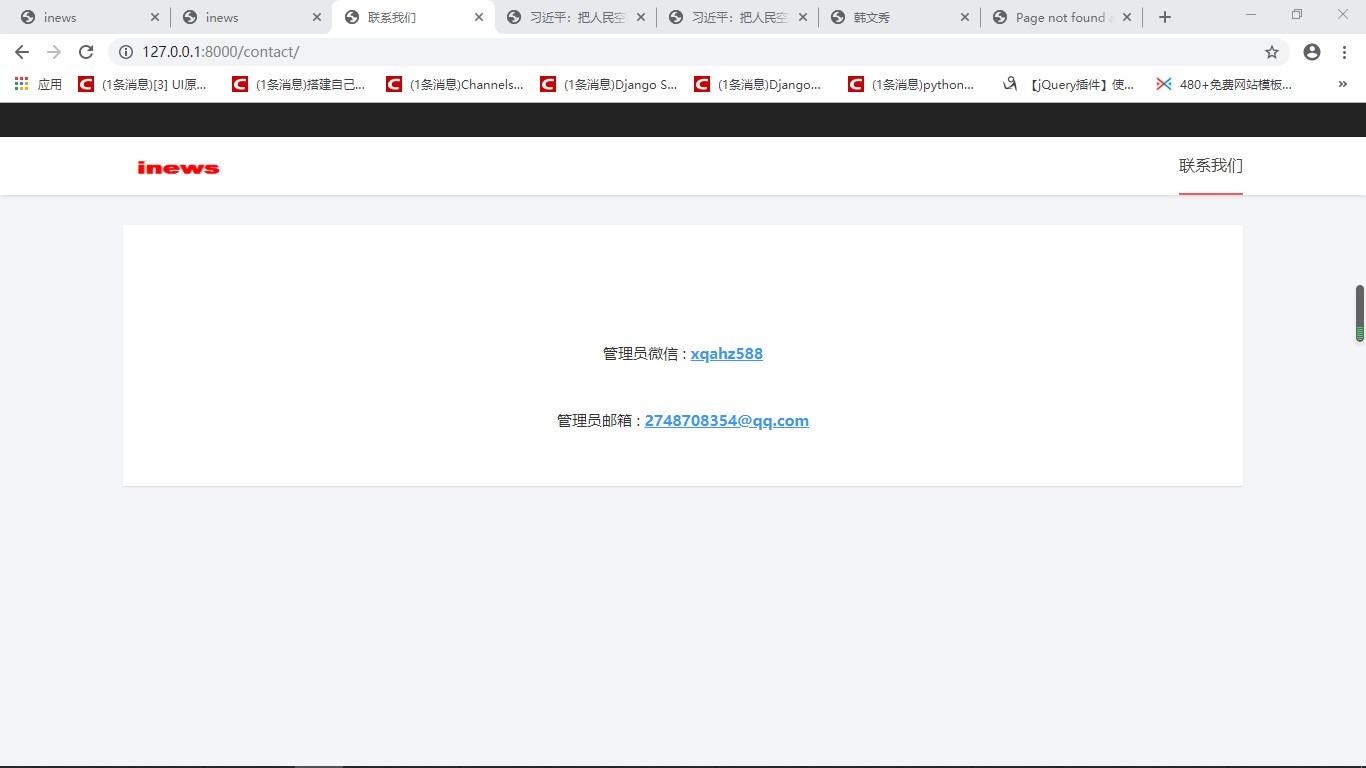 inews
inews
联系我们
习近平：把人民空
习近平：把人民空
韩文秀
Page not found a
127.0.0.1:8000/contact/
应用
(1条消息)[3] UI原...
(1条消息)搭建自己...
(1条消息)Channels...
(1条消息)Django S...
(1条消息)Django...
(1条消息)python...
【jQuery插件】使...
480+免费网站模板...
inews
联系我们
管理员微信 : xqahz588
管理员邮箱 : 2748708354@qq.com